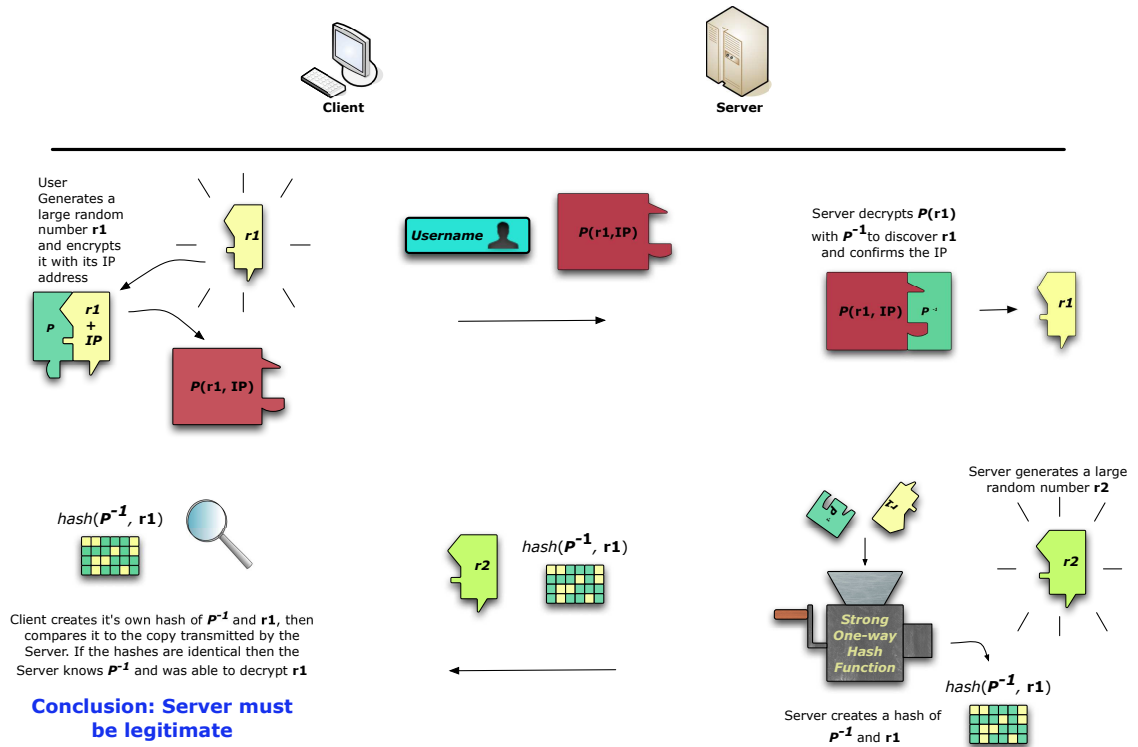 Client
Server
User
Generates a
large random
number r1
and encrypts
it with its IP
address
r1
Username
P(r1,IP)
Server decrypts P(r1)
with P⁻¹ to discover r1
and confirms the IP
P
r1
+
IP
P(r1, IP)
P(r1, IP)
P⁻¹
r1
hash(P⁻¹, r1)
Client creates it's own hash of P⁻¹ and r1, then
compares it to the copy transmitted by the
Server. If the hashes are identical then the
Server knows P⁻¹ and was able to decrypt r1
Conclusion: Server must
be legitimate
r2
hash(P⁻¹, r1)
Server generates a large
random number r2
P⁻¹
r1
r2
Strong
One-way
Hash
Function
hash(P⁻¹, r1)
Server creates a hash of
P⁻¹ and r1